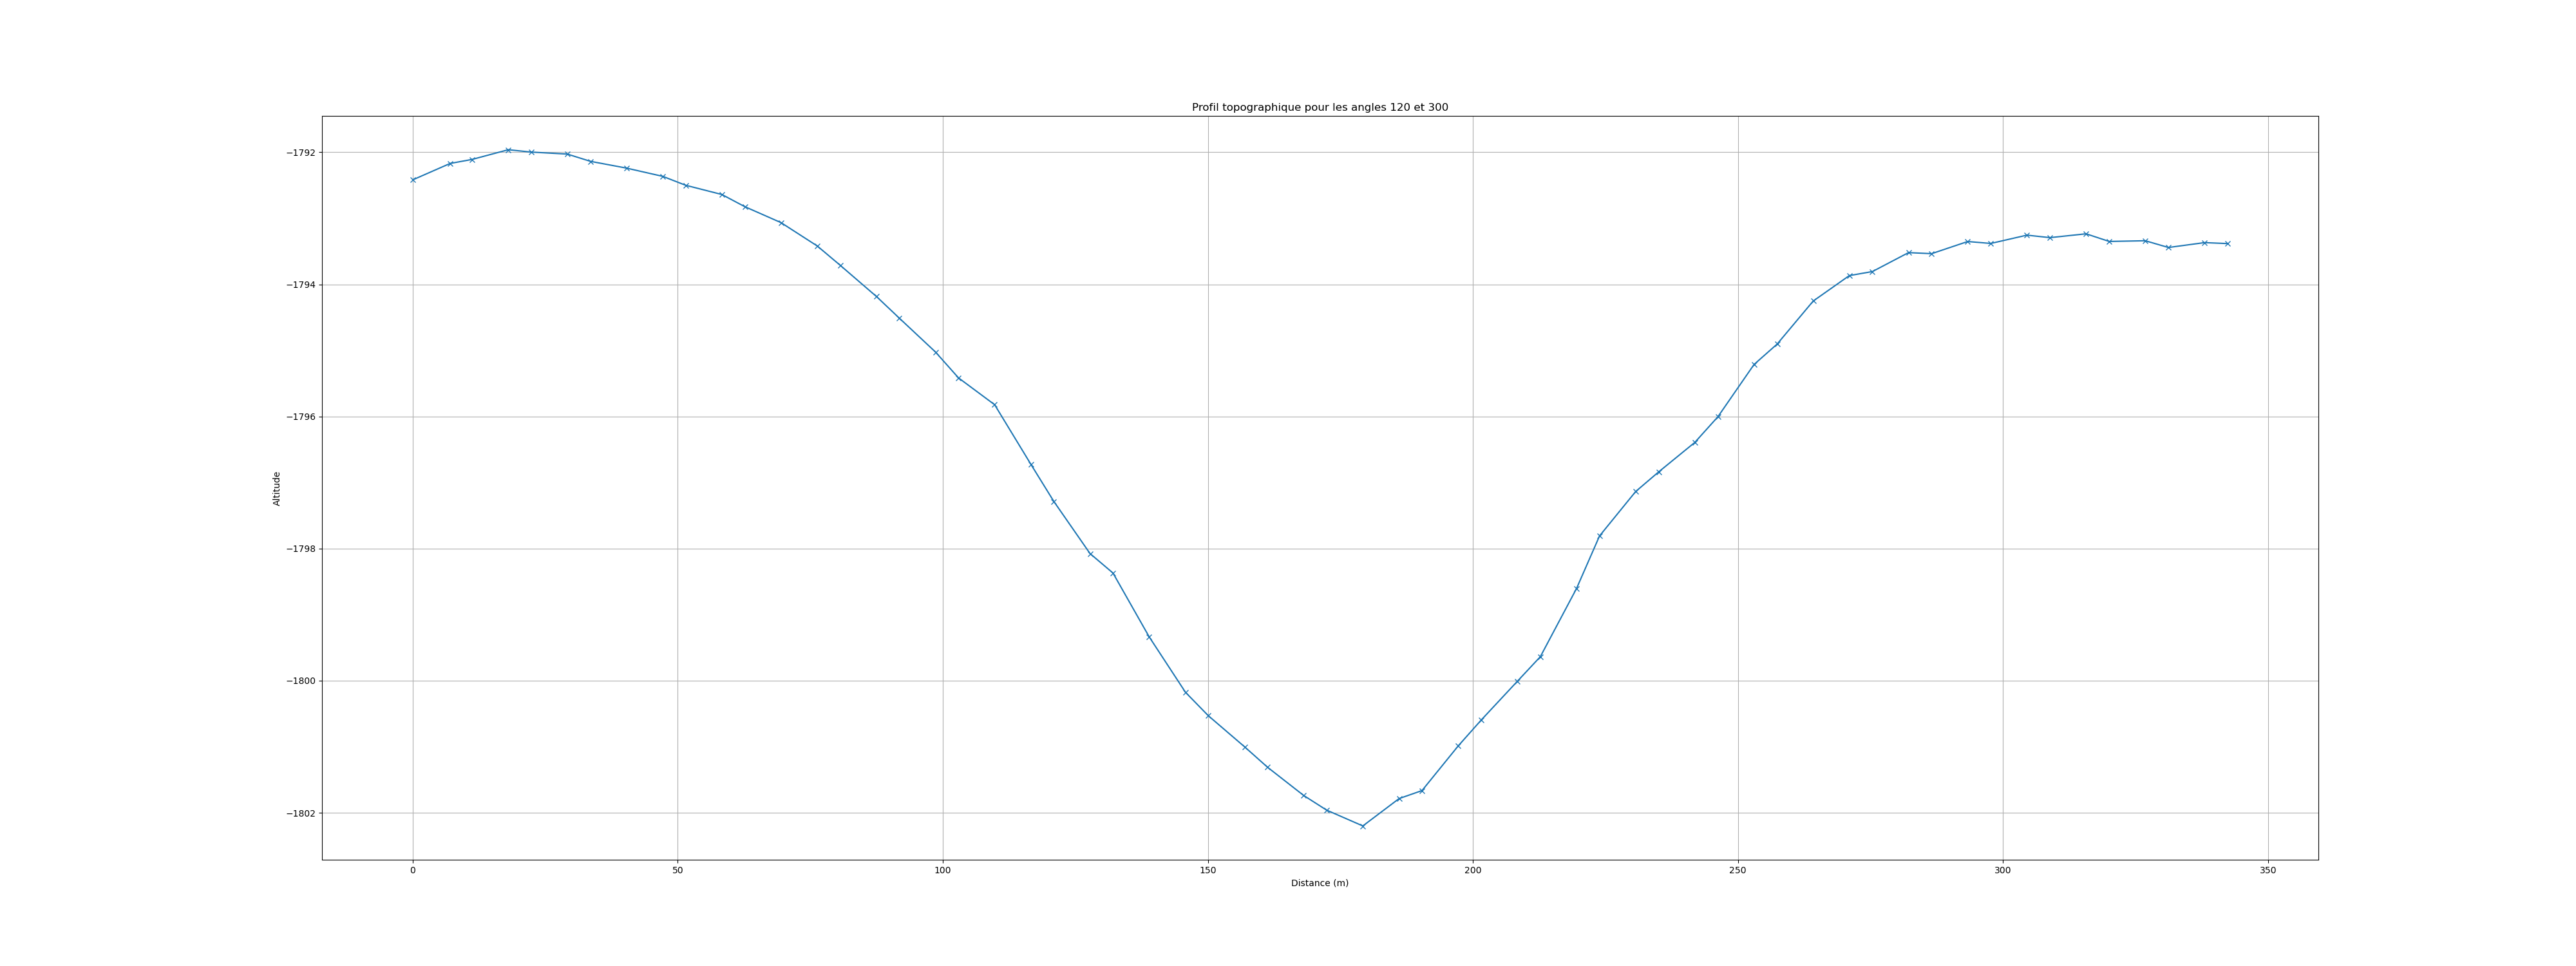 Profil topographique pour les angles 120 et 300
−1792
−1794
−1796
−1798
−1800
−1802
Altitude
0 50 100 150 200 250 300 350
Distance (m)